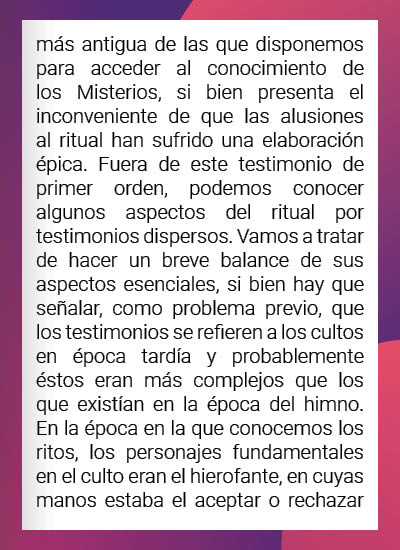 más antigua de las que disponemos
para acceder al conocimiento de
los Misterios, si bien presenta el
inconveniente de que las alusiones
al ritual han sufrido una elaboración
épica. Fuera de este testimonio de
primer orden, podemos conocer
algunos aspectos del ritual por
testimonios dispersos. Vamos a tratar
de hacer un breve balance de sus
aspectos esenciales, si bien hay que
señalar, como problema previo, que
los testimonios se refieren a los cultos
en época tardía y probablemente
éstos eran más complejos que los
que existían en la época del himno.
En la época en la que conocemos los
ritos, los personajes fundamentales
en el culto eran el hierofante, en cuyas
manos estaba el aceptar o rechazar